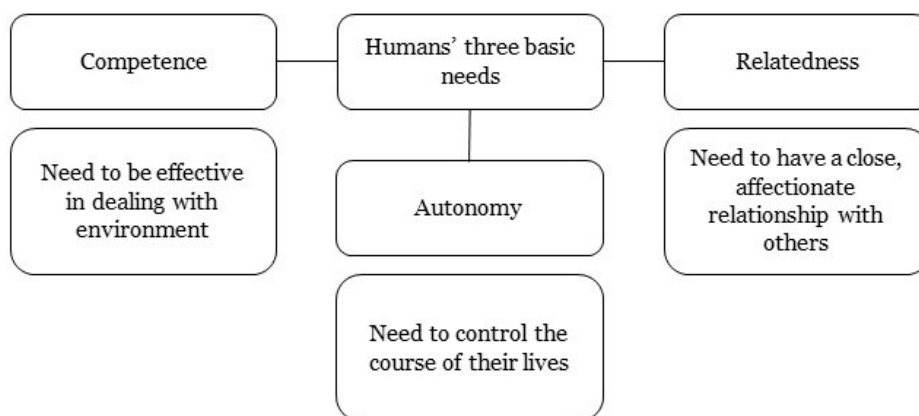 Competence
Humans’ three basic
needs
Relatedness
Need to be effective
in dealing with
environment
Autonomy
Need to have a close,
affectionate
relationship with
others
Need to control the
course of their lives